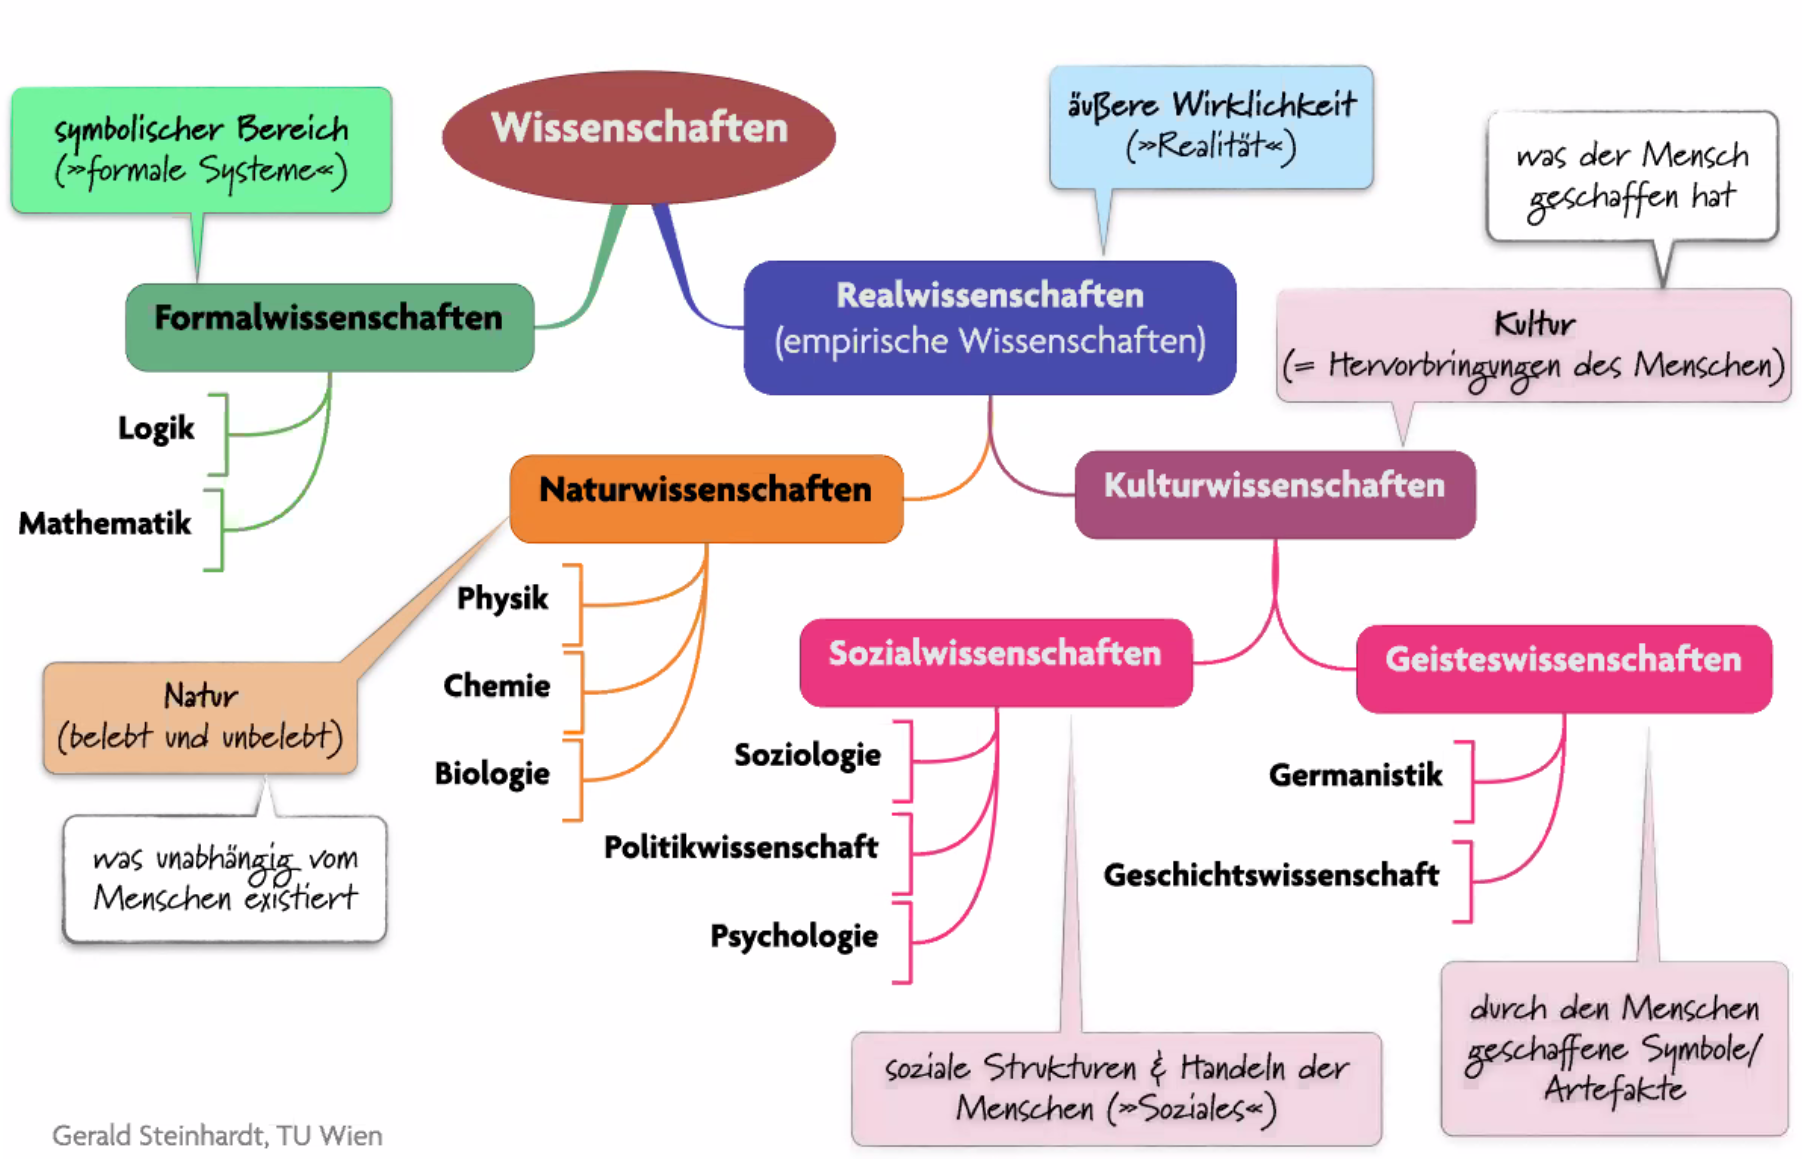 Wissenschaften
symbolischer Bereich
(»formale Systeme«)
äußere Wirklichkeit
(»Realität«)
was der Mensch
geschaffen hat
Formalwissenschaften
Realwissenschaften
(empirische Wissenschaften)
Kultur
(= Hervorbringungen des Menschen)
Logik
Mathematik
Naturwissenschaften
Kulturwissenschaften
Physik
Chemie
Biologie
Natur
(belebt und unbelebt)
was unabhängig vom
Menschen existiert
Sozialwissenschaften
Geisteswissenschaften
Soziologie
Politikwissenschaft
Psychologie
Germanistik
Geschichtswissenschaft
soziale Strukturen & Handeln der
Menschen (»Soziales«)
durch den Menschen
geschaffene Symbole/
Artefakte
Gerald Steinhardt, TU Wien